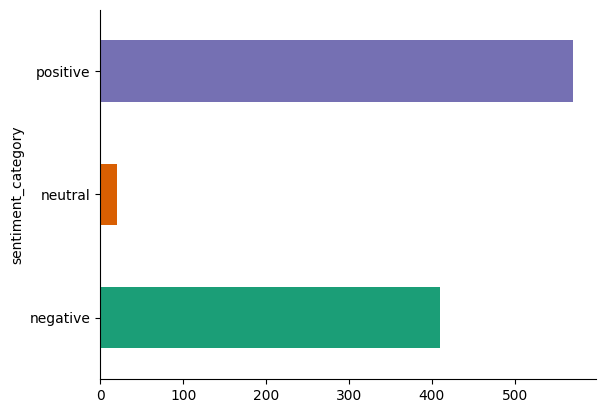 sentiment_category
positive
neutral
negative
0 100 200 300 400 500